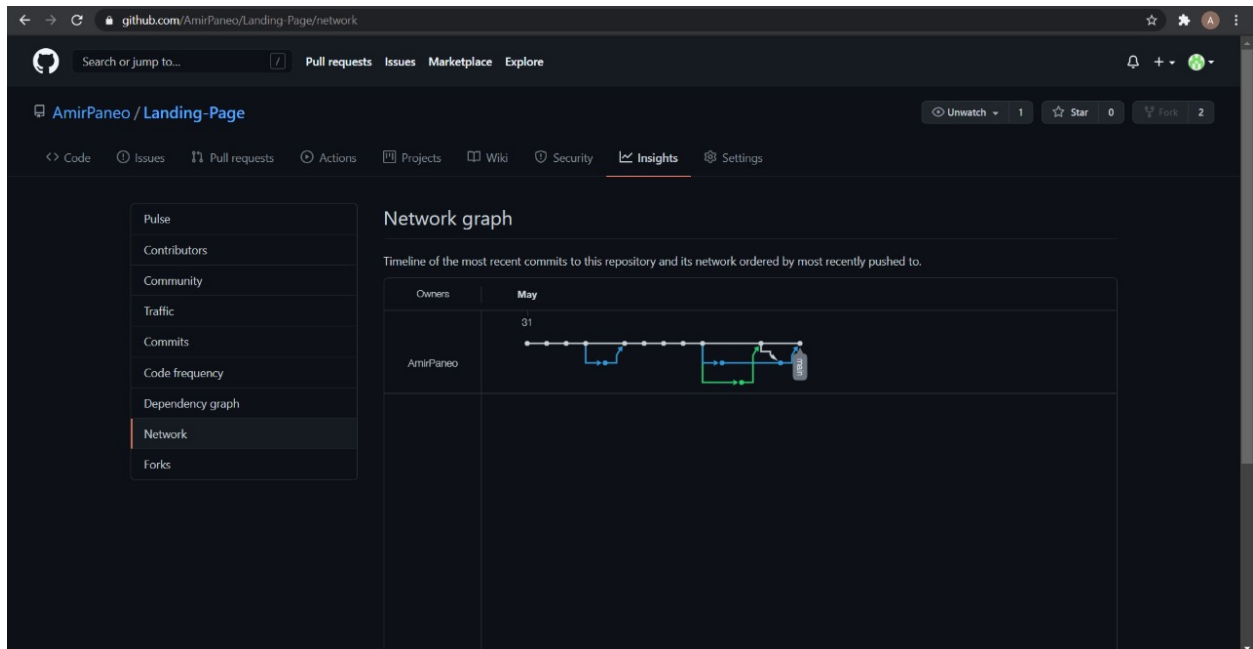 github.com/AmirPaneo/Landing-Page/network
A
Search or jump to... / Pull requests Issues Marketplace Explore
AmirPaneo / Landing-Page Unwatch 1 Star 0 Fork 2
<> Code Issues Pull requests Actions Projects Wiki Security Insights Settings
Pulse
Contributors
Community
Traffic
Commits
Code frequency
Dependency graph
Network
Forks
Network graph
Timeline of the most recent commits to this repository and its network ordered by most recently pushed to.
Owners May
31
AmirPaneo
main